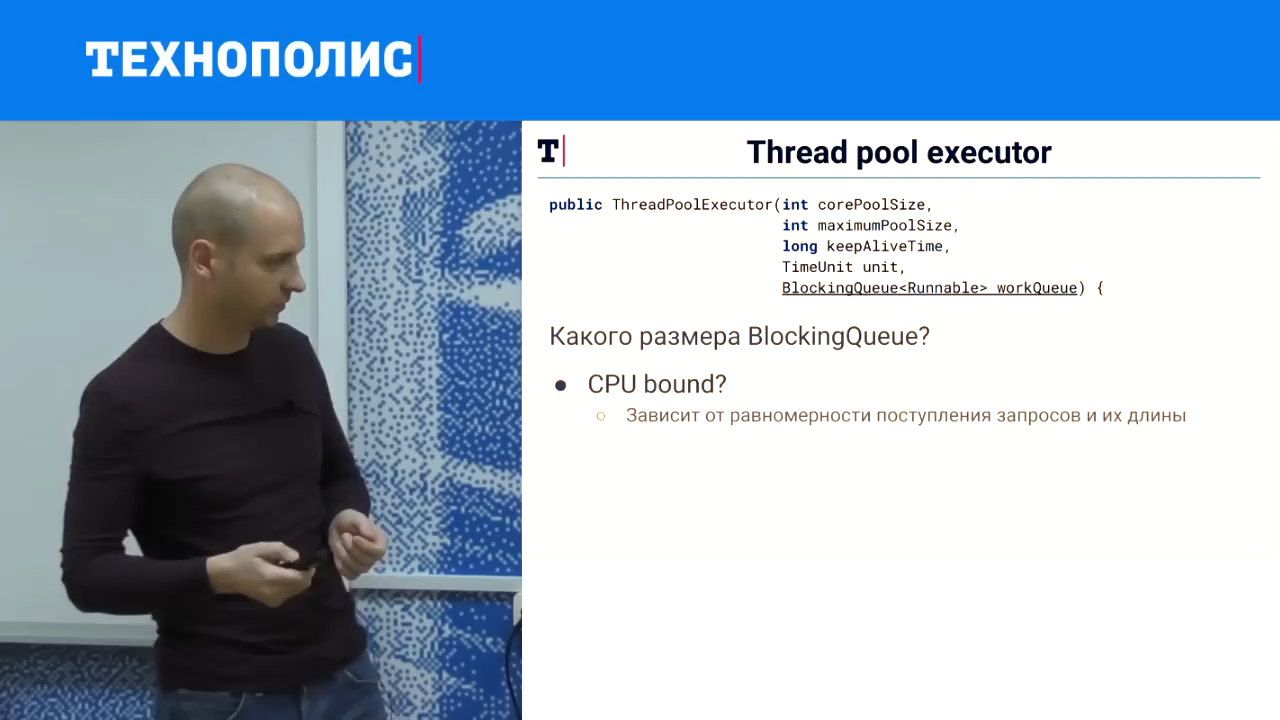 ТЕХНОПОЛИС
T
Thread pool executor
public ThreadPoolExecutor(int corePoolSize,
int maximumPoolSize,
long keepAliveTime,
TimeUnit unit,
BlockingQueue<Runnable> workQueue) {
Какого размера BlockingQueue?
● CPU bound?
○ Зависит от равномерности поступления запросов и их длины